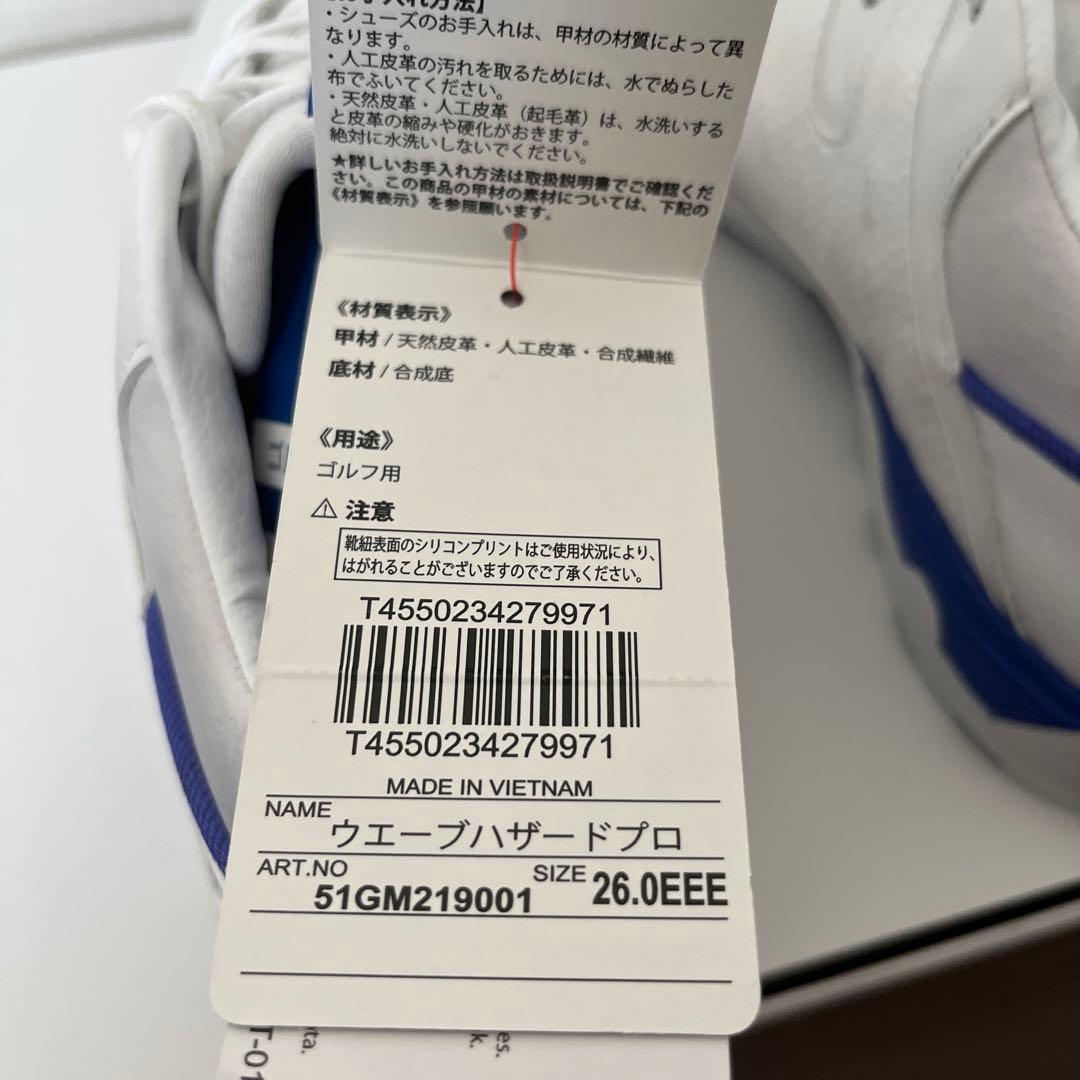 ・シューズのお手入れは、甲材の材質によって異
なります。
・人工皮革の汚れを取るためには、水でぬらした
布でふいてください。
・天然皮革・人工皮革（起毛革）は、水洗いする
と皮革の縮みや硬化がおきます。
絶対に水洗いしないでください。
★詳しいお手入れ方法は取扱説明書でご確認くだ
さい。この商品の甲材の素材については、下記の
《材質表示》を参照願います。
《材質表示》
甲材 / 天然皮革・人工皮革・合成繊維
底材 / 合成底
《用途》
ゴルフ用
⚠ 注意
靴紐表面のシリコンプリントはご使用状況により、
はがれることがございますのでご了承ください。
T4550234279971
T4550234279971
MADE IN VIETNAM
NAME
ウエーブハザードプロ
ART.NO
51GM219001
SIZE 26.0EEE